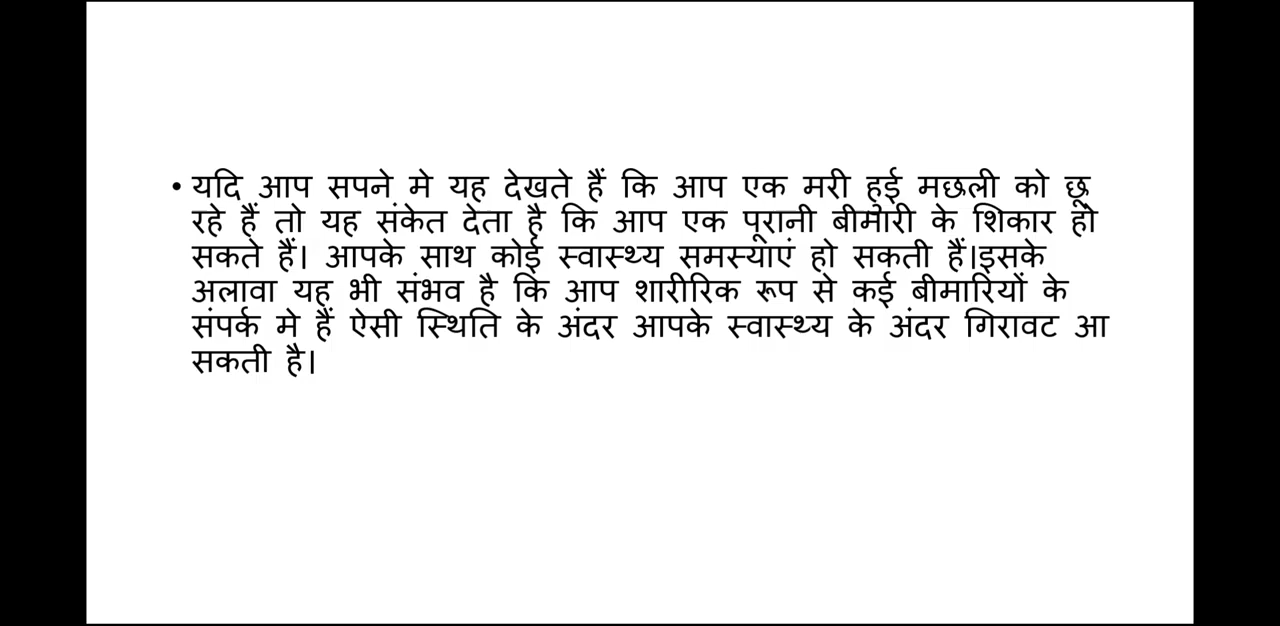 • यदि आप सपने मे यह देखते हैं कि आप एक मरी हुई मछली को छू
रहे हैं तो यह संकेत देता है कि आप एक पूरानी बीमारी के शिकार हो
सकते हैं। आपके साथ कोई स्वास्थ्य समस्याएं हो सकती हैं।इसके
अलावा यह भी संभव है कि आप शारीरिक रूप से कई बीमारियों के
संपर्क मे हैं ऐसी स्थिति के अंदर आपके स्वास्थ्य के अंदर गिरावट आ
सकती है।